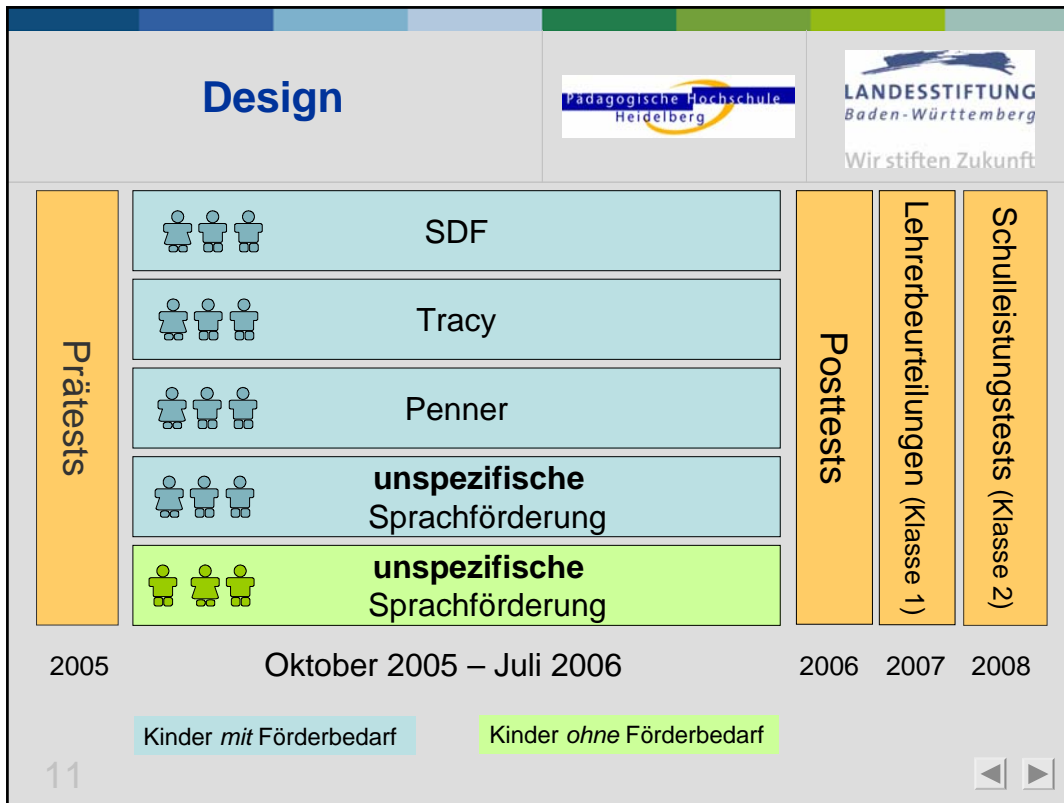 Design
Pädagogische Hochschule
Heidelberg
LANDESSTIFTUNG
Baden-Württemberg
Wir stiften Zukunft
Prätests
SDF
Tracy
Penner
unspezifische
Sprachförderung
unspezifische
Sprachförderung
Posttests
Lehrerbeurteilungen (Klasse 1)
Schulleistungstests (Klasse 2)
2005
Oktober 2005 – Juli 2006
2006
2007
2008
Kinder mit Förderbedarf
Kinder ohne Förderbedarf
11